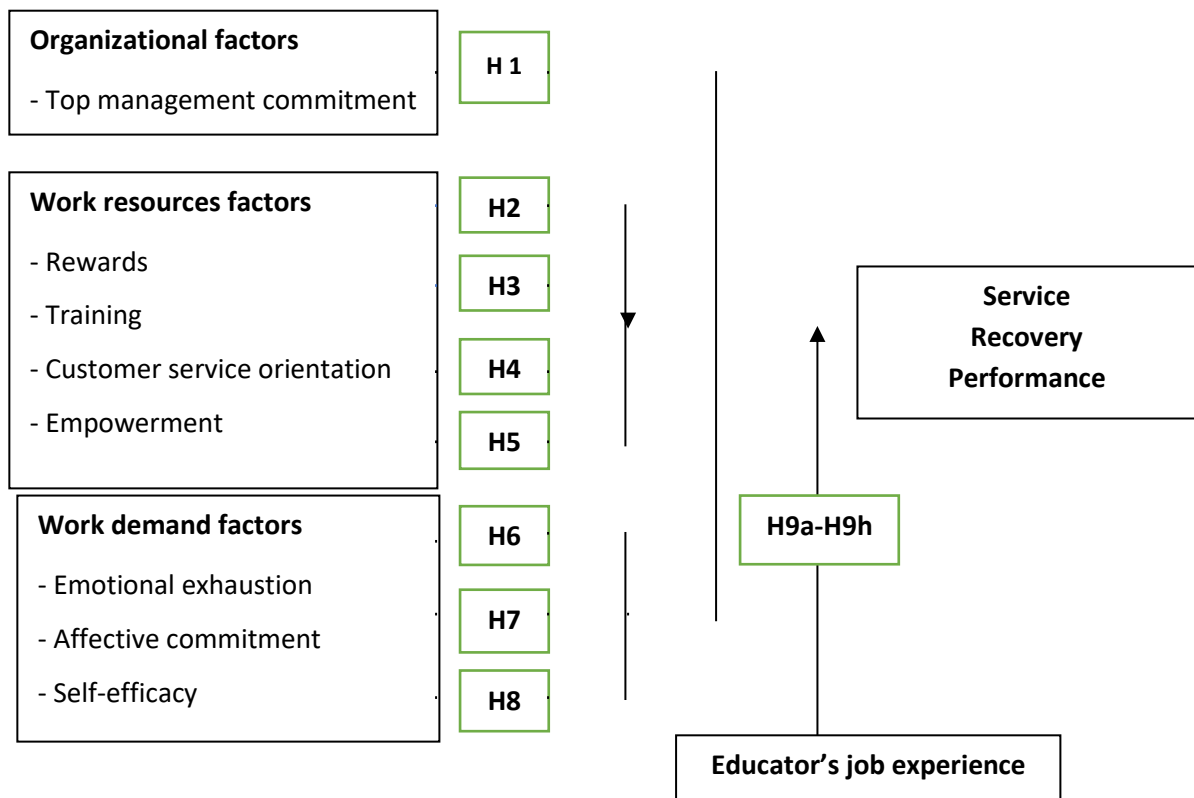 Organizational factors
- Top management commitment
H 1
Work resources factors
- Rewards
- Training
- Customer service orientation
- Empowerment
H2
H3
H4
H5
Work demand factors
- Emotional exhaustion
- Affective commitment
- Self-efficacy
H6
H7
H8
Service
Recovery
Performance
H9a-H9h
Educator’s job experience